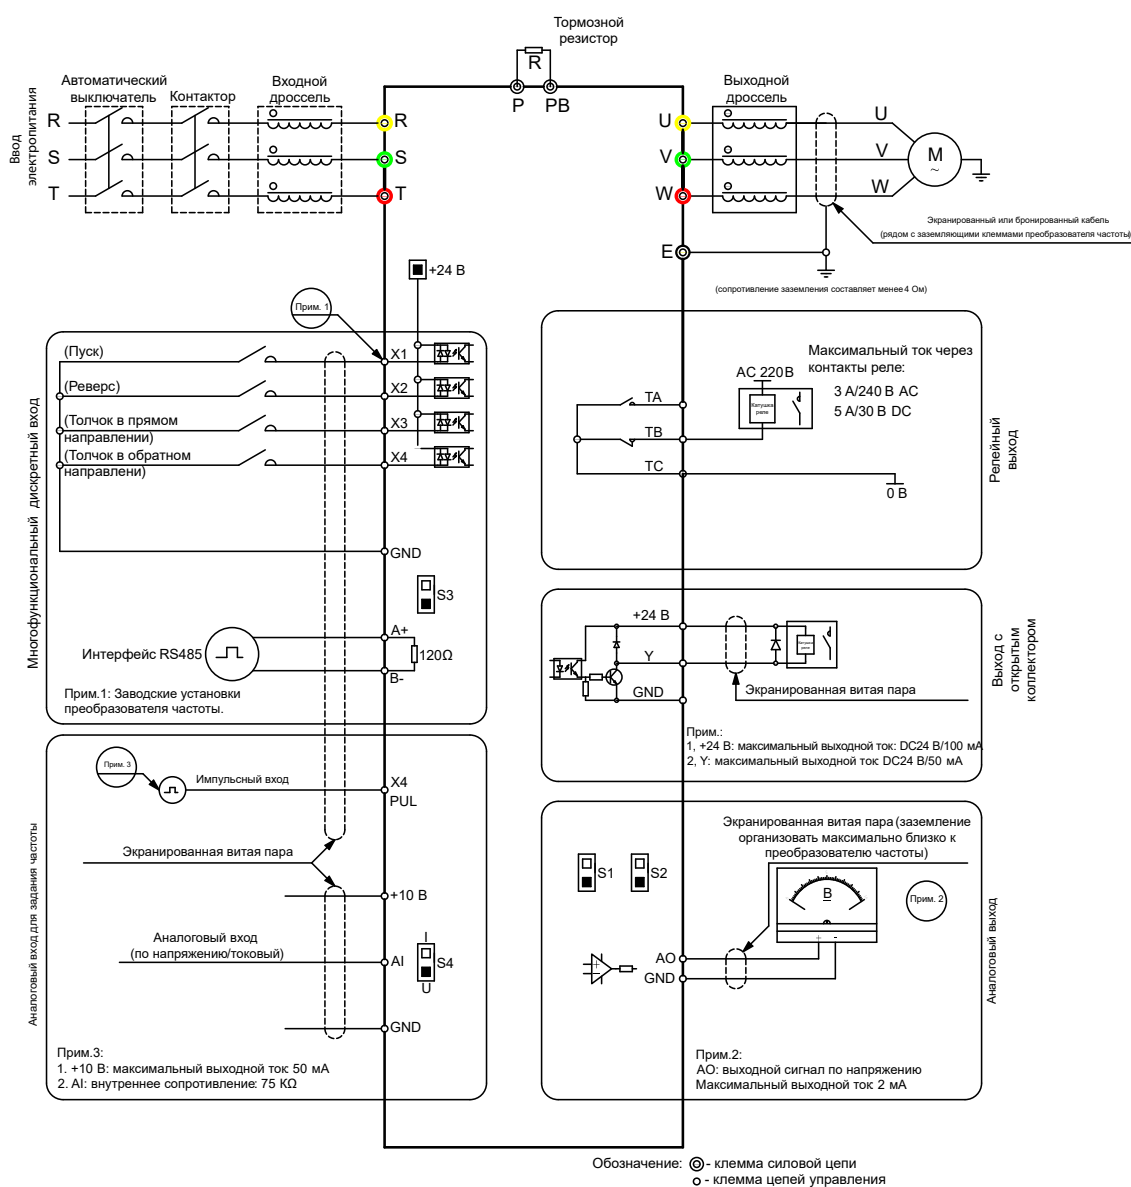 Тормозной
резистор
R
P
PB
Автоматический
выключатель
Контактор
Входной
дроссель
Выходной
дроссель
Ввод
электропитания
R
S
T
R
S
T
U
V
W
U
V
W
M
~
Экранированный или бронированный кабель
(рядом с заземляющими клеммами преобразователя частоты)
E
(сопротивление заземления составляет менее 4 Ом)
+24 В
Прим. 1
Многофункциональный дискретный вход
(Пуск)
X1
(Реверс)
X2
(Толчок в прямом
направлении)
X3
(Толчок в обратном
направлени)
X4
GND
S3
A+
Интерфейс RS485
120Ω
B-
Прим.1: Заводские установки
преобразователя частоты.
Максимальный ток через
контакты реле:
3 А/240 В AC
5 А/30 В DC
AC 220В
Катушка
реле
TA
TB
TC
0 В
Релейный
выход
+24 В
Y
GND
Катушка
реле
Экранированная витая пара
Прим.:
1, +24 В: максимальный выходной ток: DC24 В/100 мА
2, Y: максимальный выходной ток: DC24 В/50 мА
Выход с
открытым
коллектором
Аналоговый вход для задания частоты
Прим. 3
Импульсный вход
X4
PUL
Экранированная витая пара
+10 В
Аналоговый вход
(по напряжению/токовый)
AI
I
S4
U
GND
Прим.3:
1. +10 В: максимальный выходной ток: 50 мА
2. AI: внутреннее сопротивление: 75 KΩ
Экранированная витая пара (заземление
организовать максимально близко к
преобразователю частоты)
S1
S2
В
+
-
Прим. 2
AO
GND
Прим.2:
AO: выходной сигнал по напряжению
Максимальный выходной ток: 2 мА
Аналоговый выход
Обозначение: - клемма силовой цепи
- клемма цепей управления